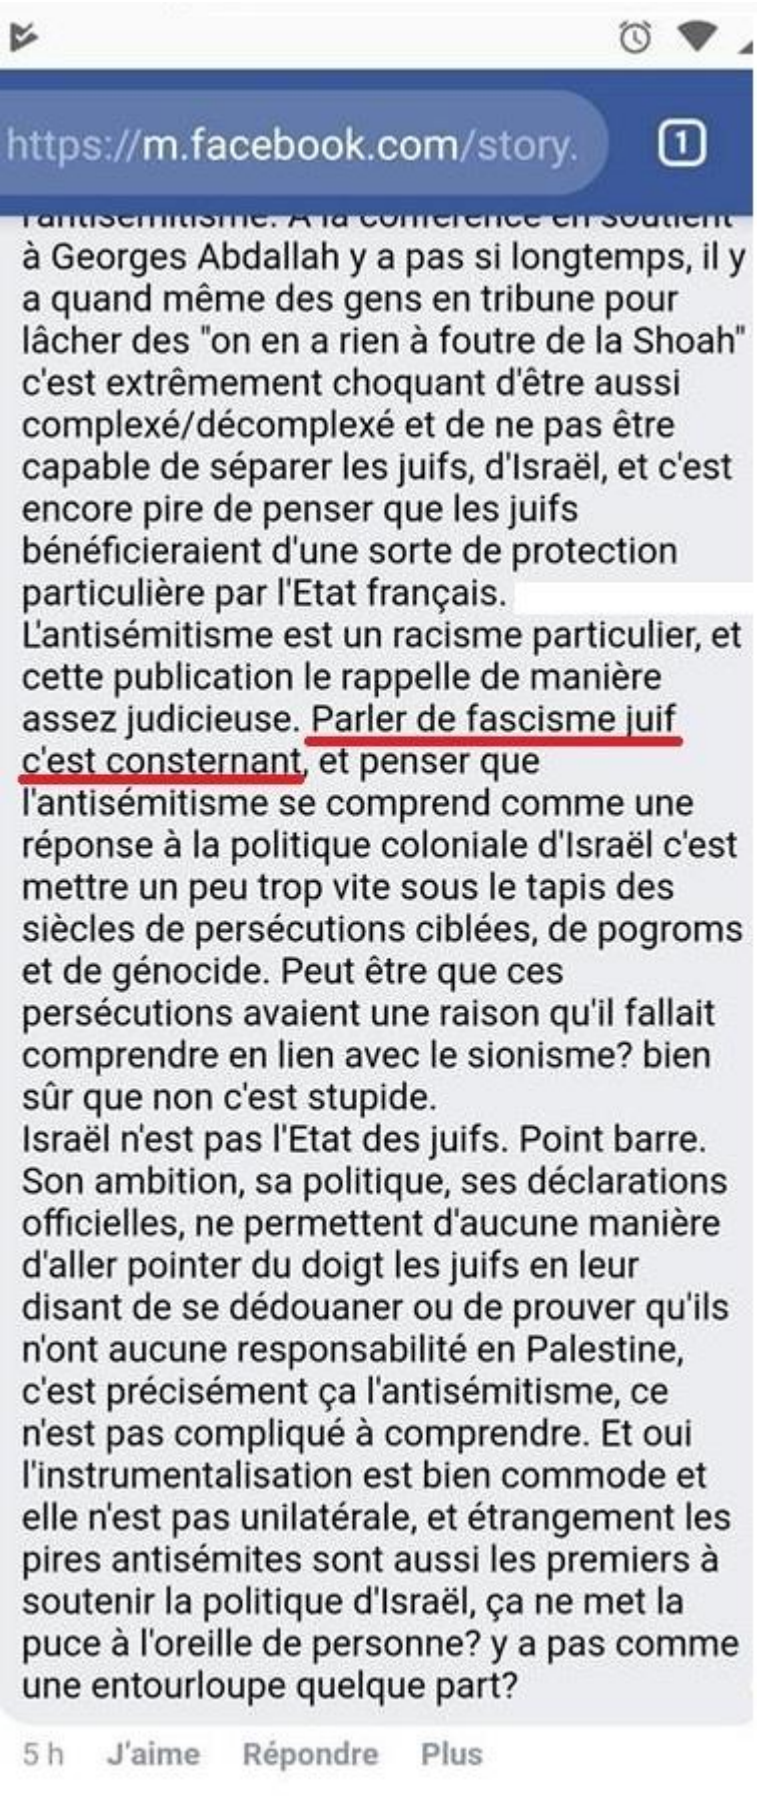 https://m.facebook.com/story.
1
l'antisémitisme. A la conférence en soutient
à Georges Abdallah y a pas si longtemps, il y
a quand même des gens en tribune pour
lâcher des "on en a rien à foutre de la Shoah"
c'est extrêmement choquant d'être aussi
complexé/décomplexé et de ne pas être
capable de séparer les juifs, d'Israël, et c'est
encore pire de penser que les juifs
bénéficieraient d'une sorte de protection
particulière par l'Etat français.
L'antisémitisme est un racisme particulier, et
cette publication le rappelle de manière
assez judicieuse. Parler de fascisme juif
c'est consternant, et penser que
l'antisémitisme se comprend comme une
réponse à la politique coloniale d'Israël c'est
mettre un peu trop vite sous le tapis des
siècles de persécutions ciblées, de pogroms
et de génocide. Peut être que ces
persécutions avaient une raison qu'il fallait
comprendre en lien avec le sionisme? bien
sûr que non c'est stupide.
Israël n'est pas l'Etat des juifs. Point barre.
Son ambition, sa politique, ses déclarations
officielles, ne permettent d'aucune manière
d'aller pointer du doigt les juifs en leur
disant de se dédouaner ou de prouver qu'ils
n'ont aucune responsabilité en Palestine,
c'est précisément ça l'antisémitisme, ce
n'est pas compliqué à comprendre. Et oui
l'instrumentalisation est bien commode et
elle n'est pas unilatérale, et étrangement les
pires antisémites sont aussi les premiers à
soutenir la politique d'Israël, ça ne met la
puce à l'oreille de personne? y a pas comme
une entourloupe quelque part?
5 h J'aime Répondre Plus